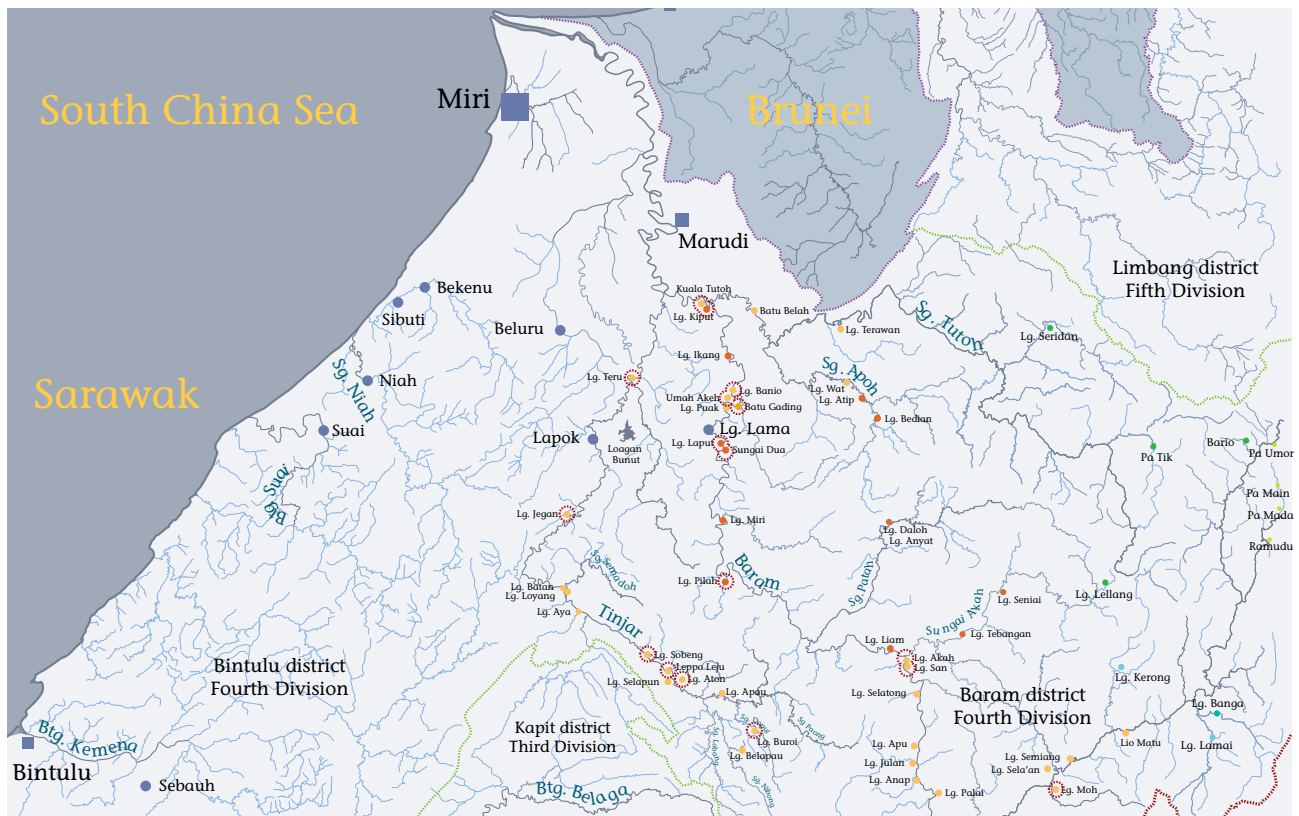 South China Sea
Miri
Brunei
Marudi
Limbang district
Fifth Division
Bekenu
Sibuti
Beluru
Kuala Tutoh
Lg. Kiput
Batu Belah
Lg. Terawan
Sg. Tutoh
Lg. Seridan
Lg. Ikang
Sg. Niah
Niah
Lg. Teru
Sg. Apoh
Lg. Wat
Lg. Atip
Lg. Bedian
Sarawak
Lg. Banio
Umah Akeh
Lg. Puak
Batu Gading
Suai
Lapok
Loagan
Bunut
Lg. Lama
Lg. Laput
Sungai Dua
Pa Tik
Bario
Pa Umor
Pa Main
Pa Mada
Ramudu
Btg. Suai
Lg. Jegan
Lg. Miri
Lg. Daloh
Lg. Anyat
Sg. Semadoh
Lg. Batan
Lg. Loyang
Lg. Aya
Lg. Pilah
Baram
Sg. Patah
Lg. Seniai
Lg. Lellang
Sungai Akah
Lg. Tebangan
Tinjar
Lg. Sobeng
Leppa Leju
Lg. Selapun
Lg. Aton
Lg. Apau
Lg. Liam
Lg. Akah
Lg. San
Lg. Kerong
Bintulu district
Fourth Division
Lg. Selatong
Baram district
Fourth Division
Lg. Banga
Lg. Lamai
Lio Matu
Kapit district
Third Division
Lg. Buroi
Lg. Belapau
Lg. Apu
Lg. Julan
Lg. Anap
Lg. Palai
Lg. Semiang
Lg. Sela'an
Lg. Moh
Btg. Kemena
Bintulu
Sebauh
Btg. Belaga